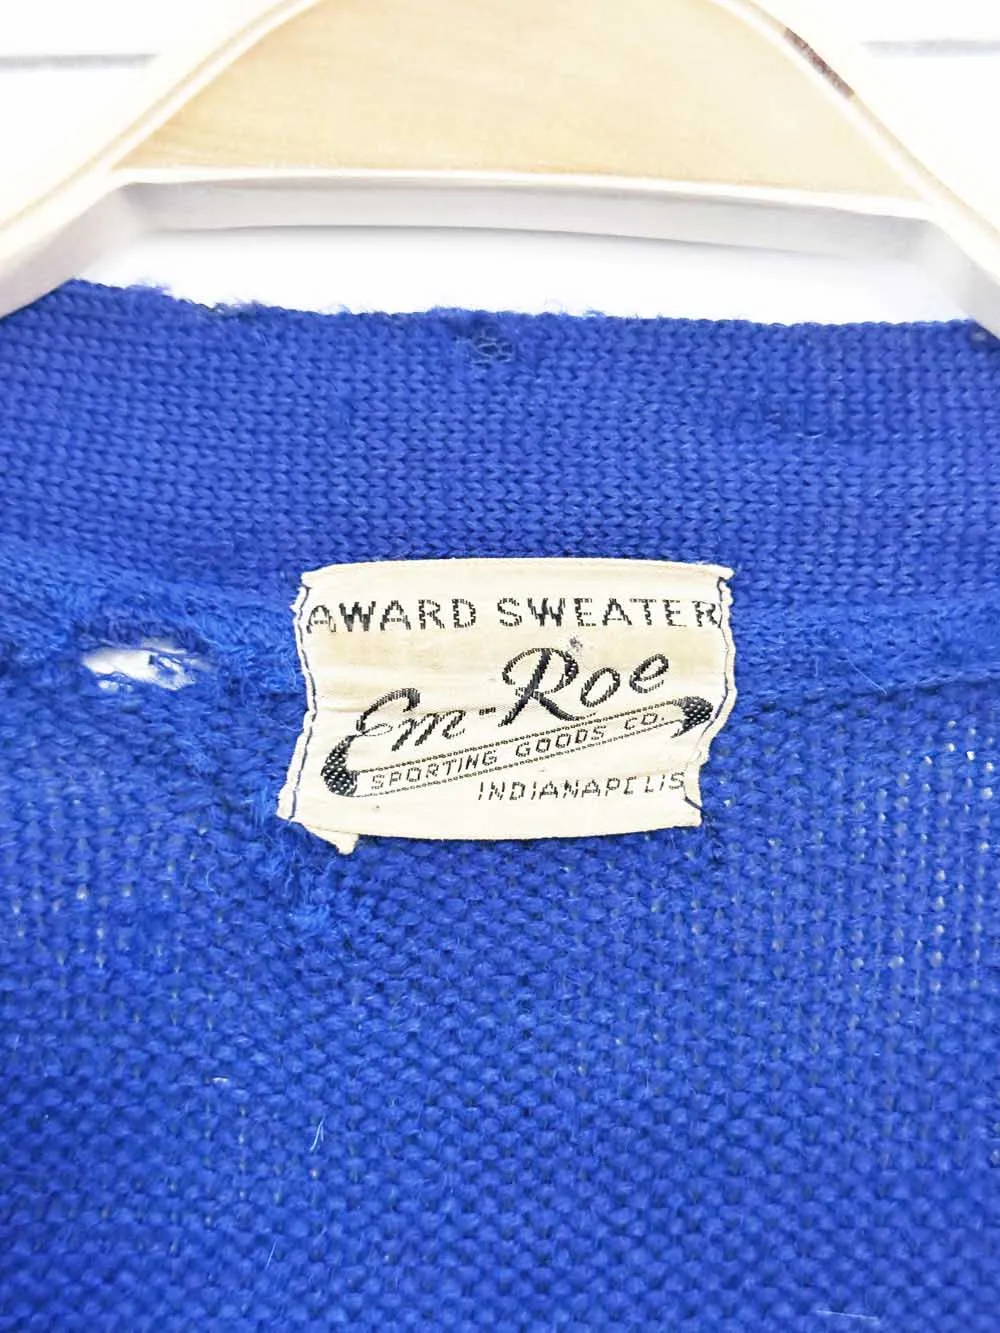 AWARD SWEATER
Em-Roe
SPORTING GOODS CO.
INDIANAPOLIS